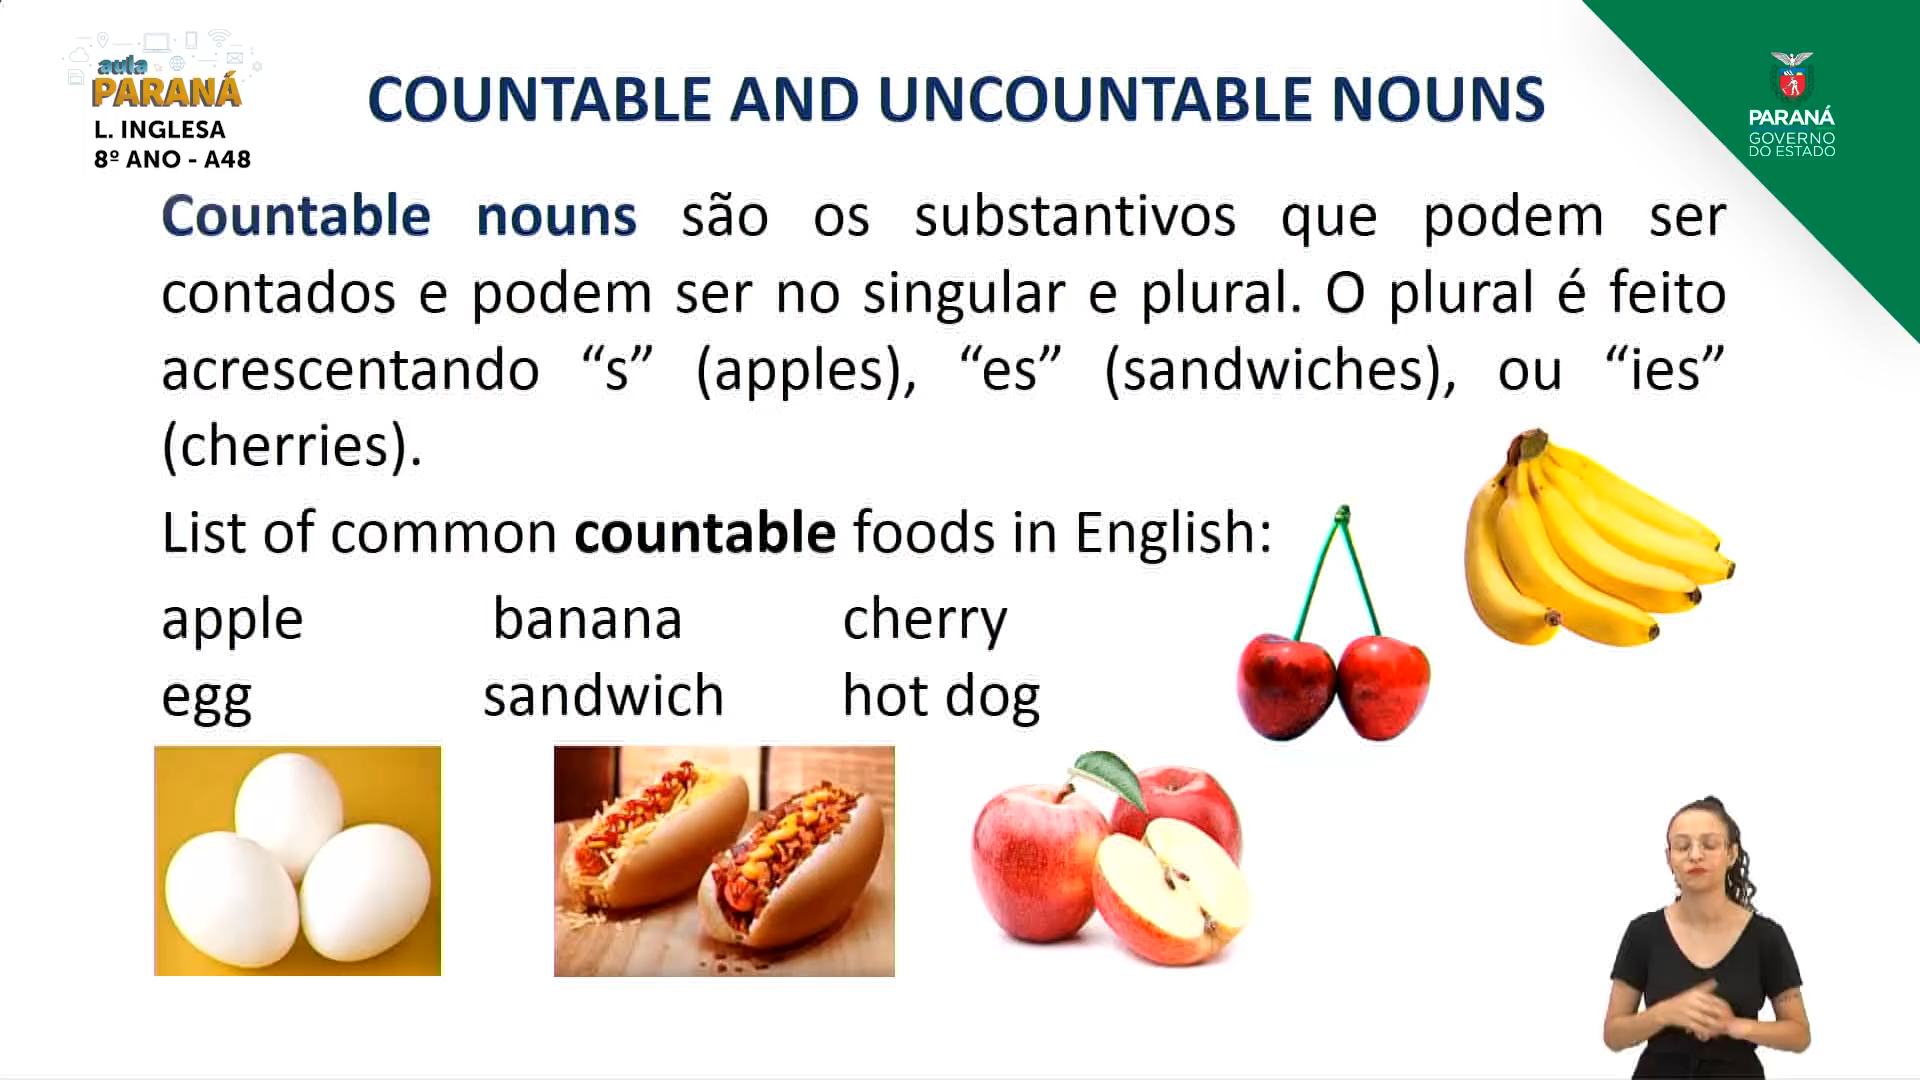 aula
PARANÁ
L. INGLESA
8º ANO - A48
COUNTABLE AND UNCOUNTABLE NOUNS
PARANÁ
GOVERNO
DO ESTADO
Countable nouns são os substantivos que podem ser
contados e podem ser no singular e plural. O plural é feito
acrescentando “s” (apples), “es” (sandwiches), ou “ies”
(cherries).
List of common countable foods in English:
apple banana cherry
egg sandwich hot dog